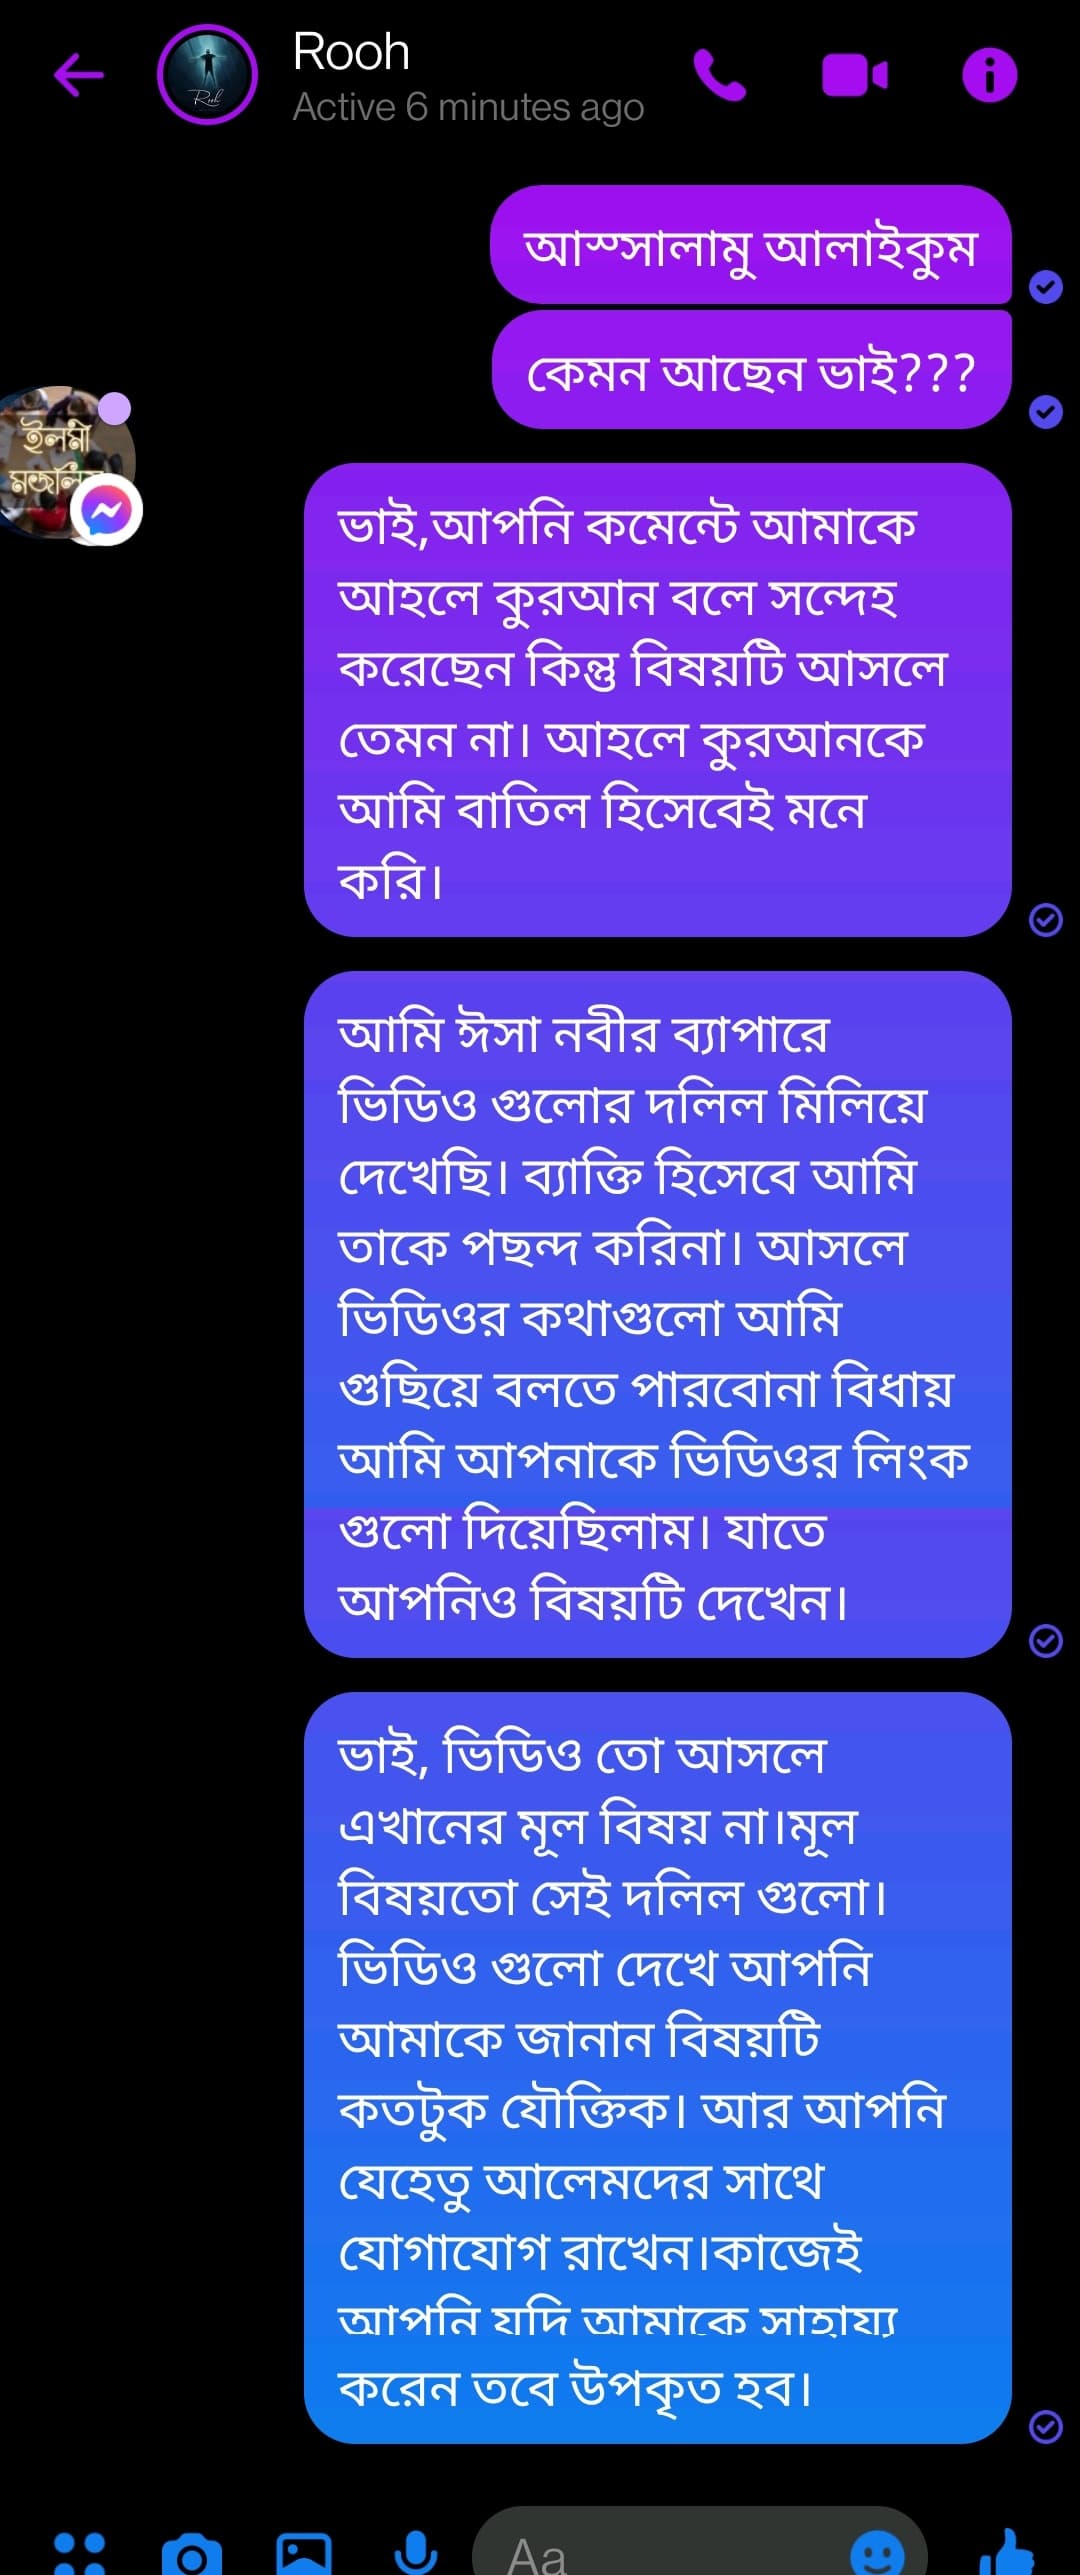 Rooh
Active 6 minutes ago
Rooh
আস্সালামু আলাইকুম
কেমন আছেন ভাই???
ইলমী
ভাই,আপনি কমেন্টে আমাকে
আহলে কুরআন বলে সন্দেহ
করেছেন কিন্তু বিষয়টি আসলে
তেমন না। আহলে কুরআনকে
আমি বাতিল হিসেবেই মনে
করি।
আমি ঈসা নবীর ব্যাপারে
ভিডিও গুলোর দলিল মিলিয়ে
দেখেছি। ব্যাক্তি হিসেবে আমি
তাকে পছন্দ করিনা। আসলে
ভিডিওর কথাগুলো আমি
গুছিয়ে বলতে পারবোনা বিধায়
আমি আপনাকে ভিডিওর লিংক
গুলো দিয়েছিলাম। যাতে
আপনিও বিষয়টি দেখেন।
ভাই, ভিডিও তো আসলে
এখানের মূল বিষয় না।মূল
বিষয়তো সেই দলিল গুলো।
ভিডিও গুলো দেখে আপনি
আমাকে জানান বিষয়টি
কতটুক যৌক্তিক। আর আপনি
যেহেতু আলেমদের সাথে
যোগাযোগ রাখেন।কাজেই
আপনি যদি আমাকে সাহায্য
করেন তবে উপকৃত হব।
Aa